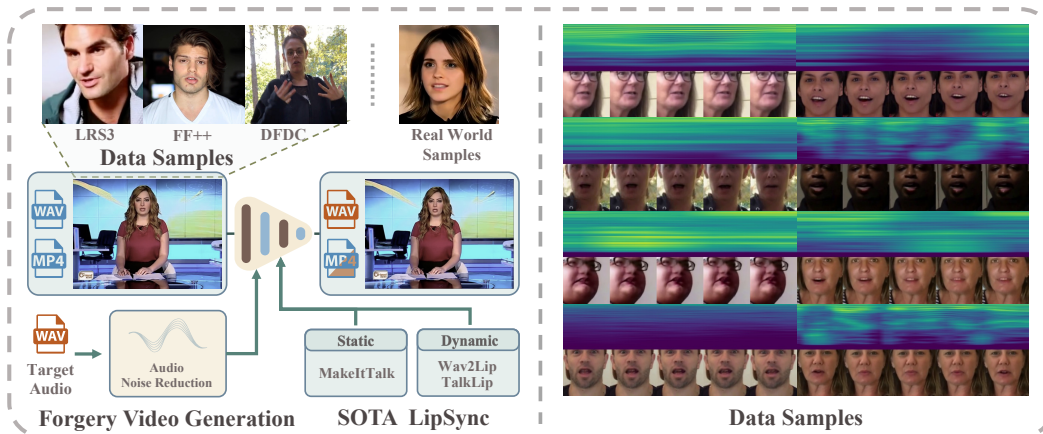 LRS3
FF++
DFDC
Real World
Samples
Data Samples
WAV
MP4
WAV
MP4
WAV
Target
Audio
Audio
Noise Reduction
Static
MakeItTalk
Dynamic
Wav2Lip
TalkLip
Forgery Video Generation
SOTA LipSync
Data Samples